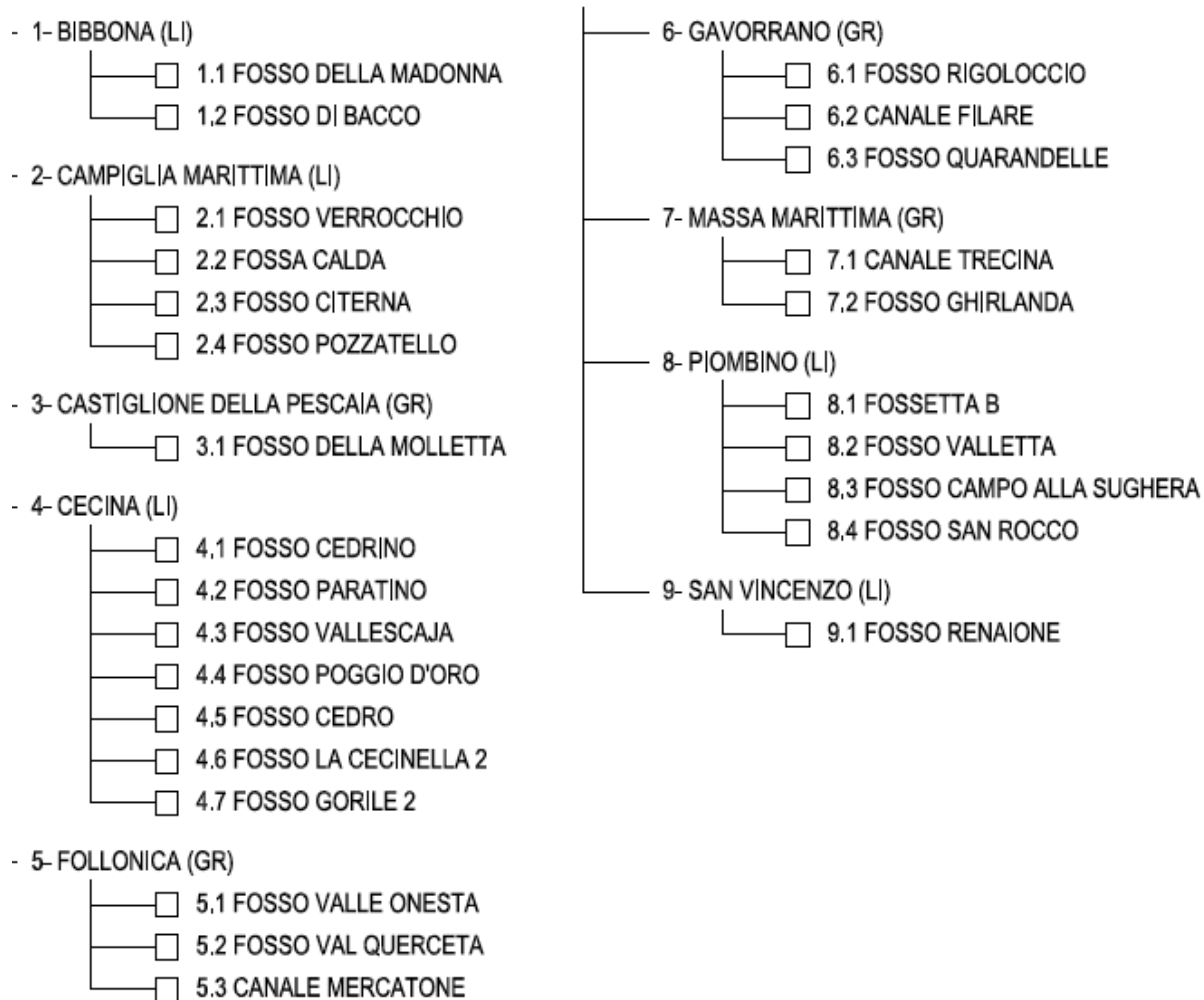 - 1- BIBBONA (LI)
1.1 FOSSO DELLA MADONNA
1.2 FOSSO DI BACCO
- 2- CAMPIGLIA MARITTIMA (LI)
2.1 FOSSO VERROCCHIO
2.2 FOSSA CALDA
2.3 FOSSO CITERNA
2.4 FOSSO POZZATELLO
- 3- CASTIGLIONE DELLA PESCAIA (GR)
3.1 FOSSO DELLA MOLLETTA
- 4- CECINA (LI)
4.1 FOSSO CEDRINO
4.2 FOSSO PARATINO
4.3 FOSSO VALLESCAJA
4.4 FOSSO POGGIO D'ORO
4.5 FOSSO CEDRO
4.6 FOSSO LA CECINELLA 2
4.7 FOSSO GORILE 2
- 5- FOLLONICA (GR)
5.1 FOSSO VALLE ONESTA
5.2 FOSSO VAL QUERCETA
5.3 CANALE MERCATONE
6- GAVORRANO (GR)
6.1 FOSSO RIGOLOCCIO
6.2 CANALE FILARE
6.3 FOSSO QUARANDELLE
7- MASSA MARITTIMA (GR)
7.1 CANALE TRECINA
7.2 FOSSO GHIRLANDA
8- PIOMBINO (LI)
8.1 FOSSETTA B
8.2 FOSSO VALLETTA
8.3 FOSSO CAMPO ALLA SUGHERA
8.4 FOSSO SAN ROCCO
9- SAN VINCENZO (LI)
9.1 FOSSO RENAIONE